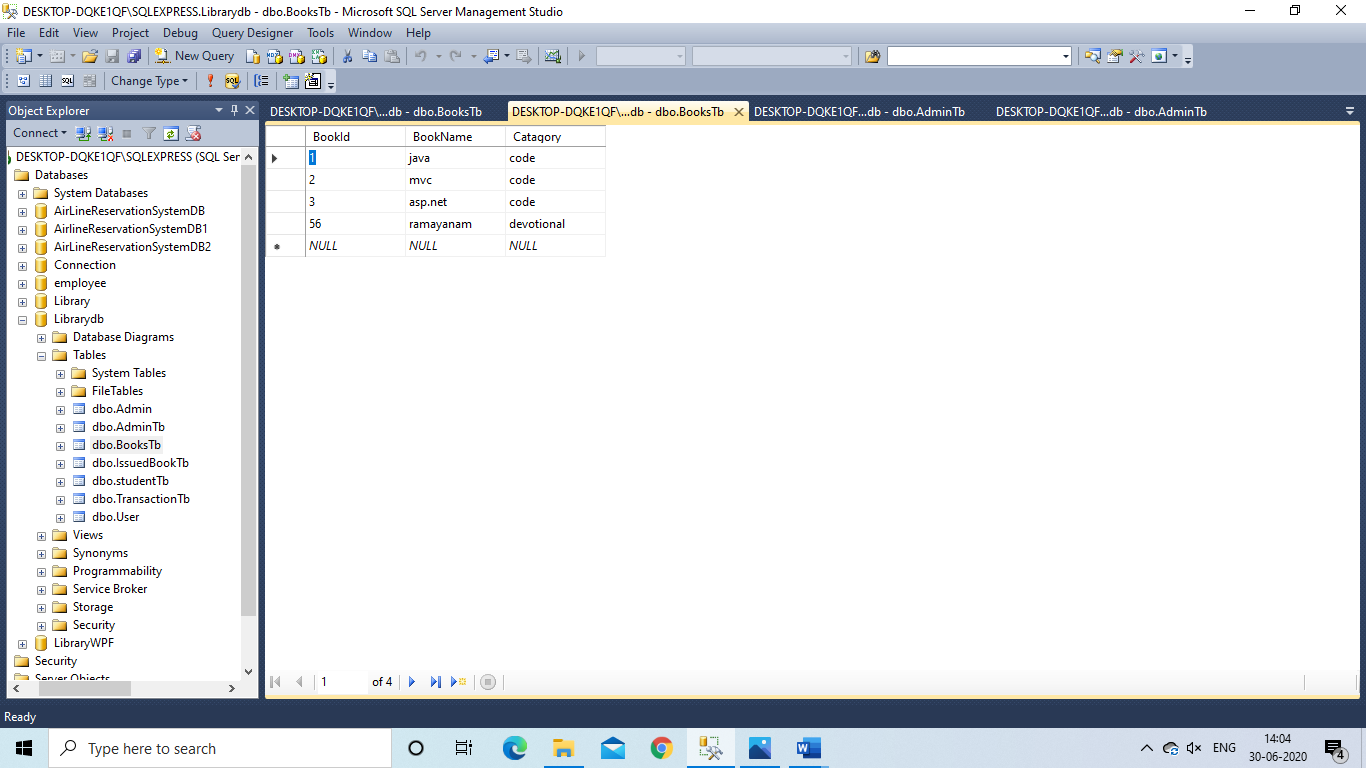 DESKTOP-DQKE1QF\SQLEXPRESS.Librarydb - dbo.BooksTb - Microsoft SQL Server Management Studio
File Edit View Project Debug Query Designer Tools Window Help
New Query
Change Type
Object Explorer
DESKTOP-DQKE1QF\...db - dbo.BooksTb DESKTOP-DQKE1QF\...db - dbo.BooksTb DESKTOP-DQKE1QF...db - dbo.AdminTb DESKTOP-DQKE1QF...db - dbo.AdminTb
Connect
DESKTOP-DQKE1QF\SQLEXPRESS (SQL Ser
Databases
System Databases
AirLineReservationSystemDB
AirlineReservationSystemDB1
AirLineReservationSystemDB2
Connection
employee
Library
Librarydb
Database Diagrams
Tables
System Tables
FileTables
dbo.Admin
dbo.AdminTb
dbo.BooksTb
dbo.IssuedBookTb
dbo.studentTb
dbo.TransactionTb
dbo.User
Views
Synonyms
Programmability
Service Broker
Storage
Security
LibraryWPF
Security
Server Objects
BookId BookName Cataqory
1 java code
2 mvc code
3 asp.net code
56 ramayanam devotional
NULL NULL NULL
1 of 4
Ready
Type here to search
ENG
14:04
30-06-2020
4